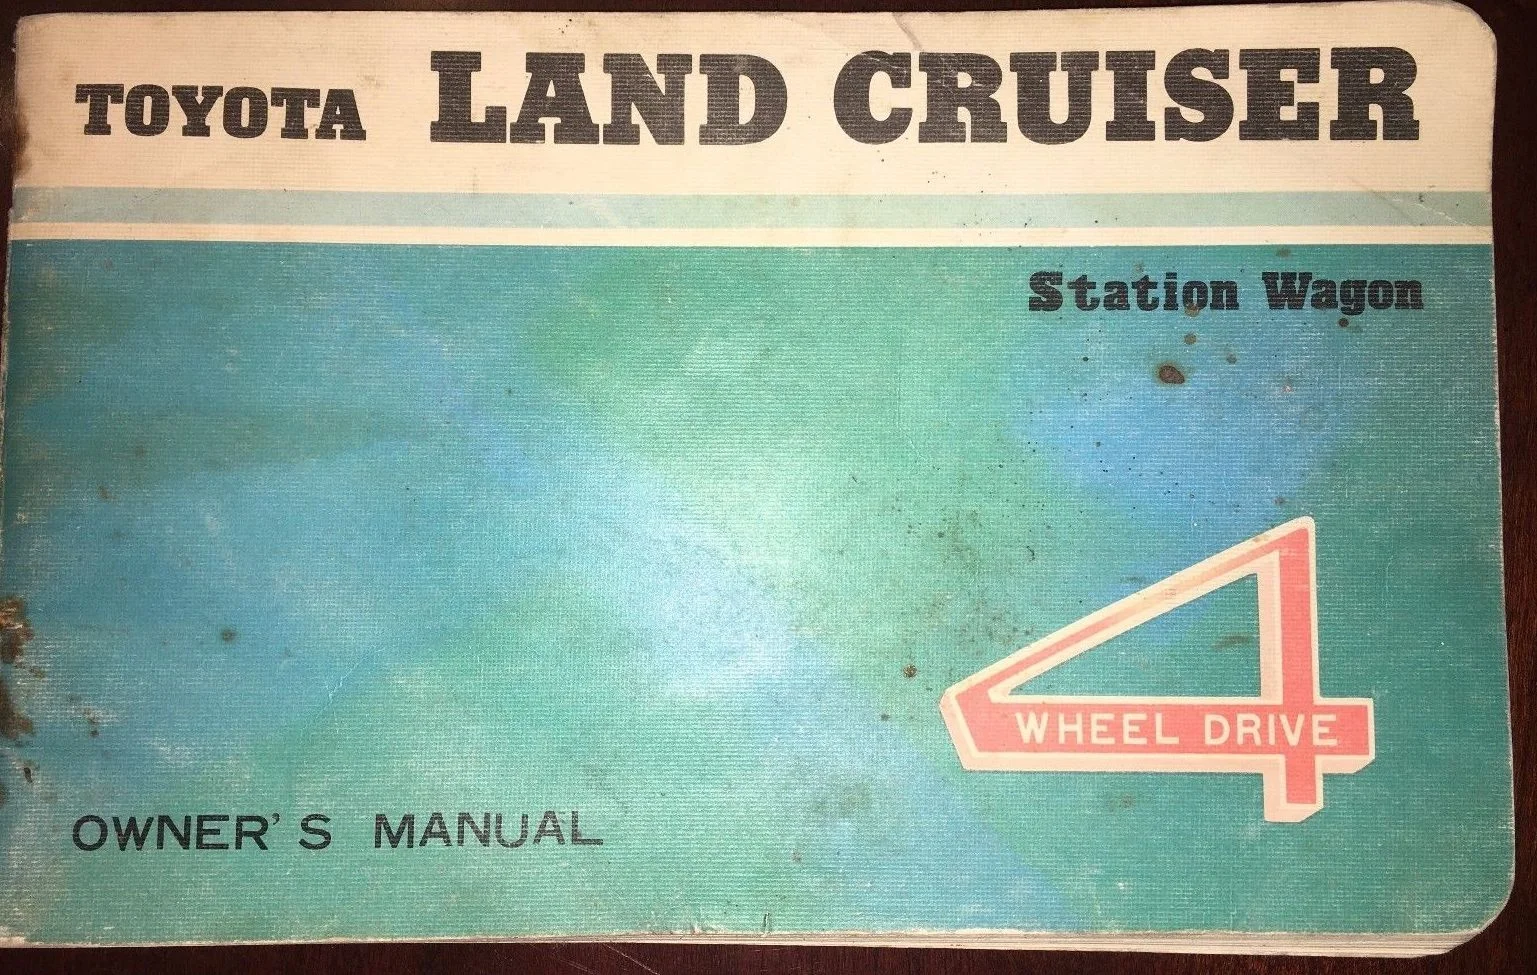 TOYOTA LAND CRUISER
Station Wagon
4
WHEEL DRIVE
OWNER'S MANUAL